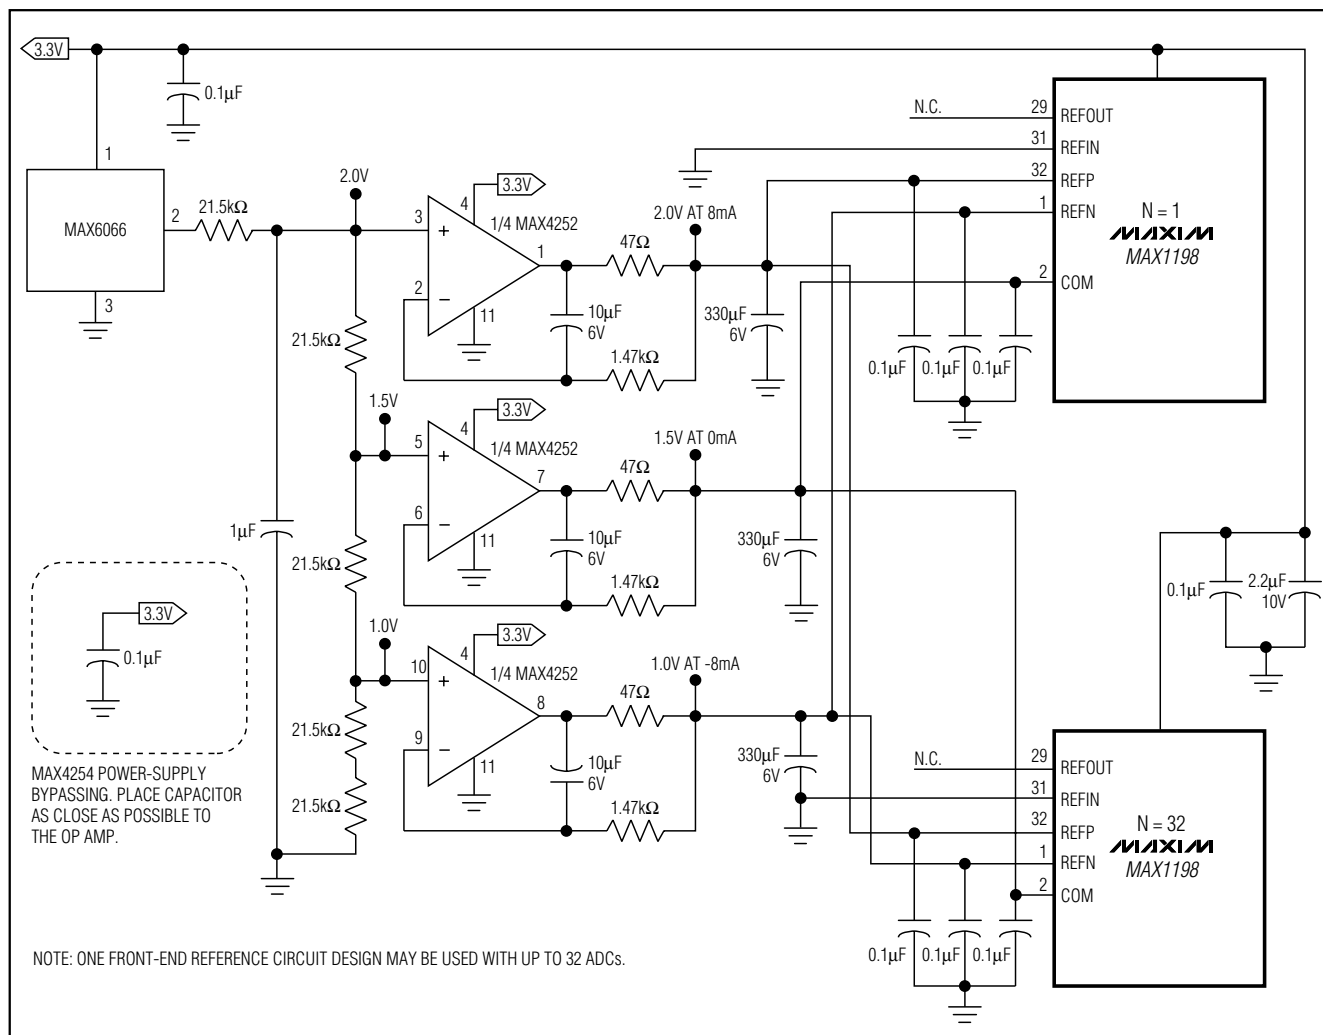 3.3V
0.1µF
1
MAX6066
2
3
21.5kΩ
2.0V
21.5kΩ
1µF
3
4
3.3V
1/4 MAX4252
1
2
11
47Ω
10µF
6V
1.47kΩ
2.0V AT 8mA
330µF
6V
1.5V
21.5kΩ
5
4
3.3V
1/4 MAX4252
7
6
11
47Ω
10µF
6V
1.47kΩ
1.5V AT 0mA
330µF
6V
1.0V
21.5kΩ
21.5kΩ
10
4
3.3V
1/4 MAX4252
8
9
11
47Ω
10µF
6V
1.47kΩ
1.0V AT -8mA
330µF
6V
N.C.
29 REFOUT
31 REFIN
32 REFP
1 REFN
2 COM
N = 1
MAXIM
MAX1198
0.1µF 0.1µF 0.1µF
0.1µF
2.2µF
10V
N.C.
29 REFOUT
31 REFIN
32 REFP
1 REFN
2 COM
N = 32
MAXIM
MAX1198
0.1µF 0.1µF 0.1µF
3.3V
0.1µF
MAX4254 POWER-SUPPLY
BYPASSING. PLACE CAPACITOR
AS CLOSE AS POSSIBLE TO
THE OP AMP.
NOTE: ONE FRONT-END REFERENCE CIRCUIT DESIGN MAY BE USED WITH UP TO 32 ADCs.